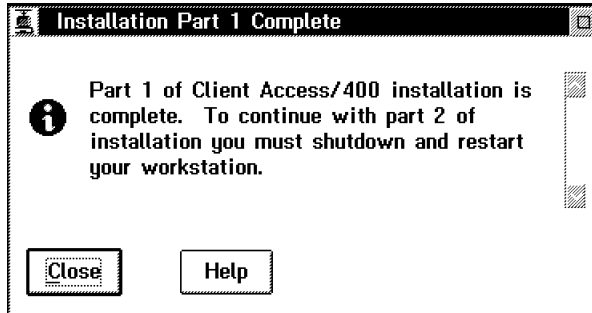 Installation Part 1 Complete
Part 1 of Client Access/400 installation is
complete. To continue with part 2 of
installation you must shutdown and restart
your workstation.
Close Help